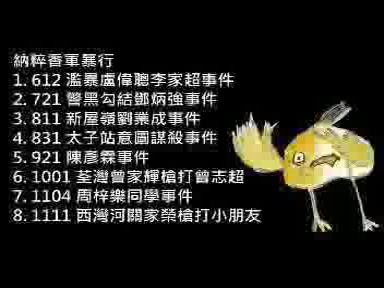 納粹香軍暴行
1. 612 濫暴盧偉聰李家超事件
2. 721 警黑勾結鄧炳強事件
3. 811 新屋嶺劉業成事件
4. 831 太子站意圖謀殺事件
5. 921 陳彥霖事件
6. 1001 荃灣曾家輝槍打曾志超
7. 1104 周梓樂同學事件
8. 1111 西灣河關家榮槍打小朋友